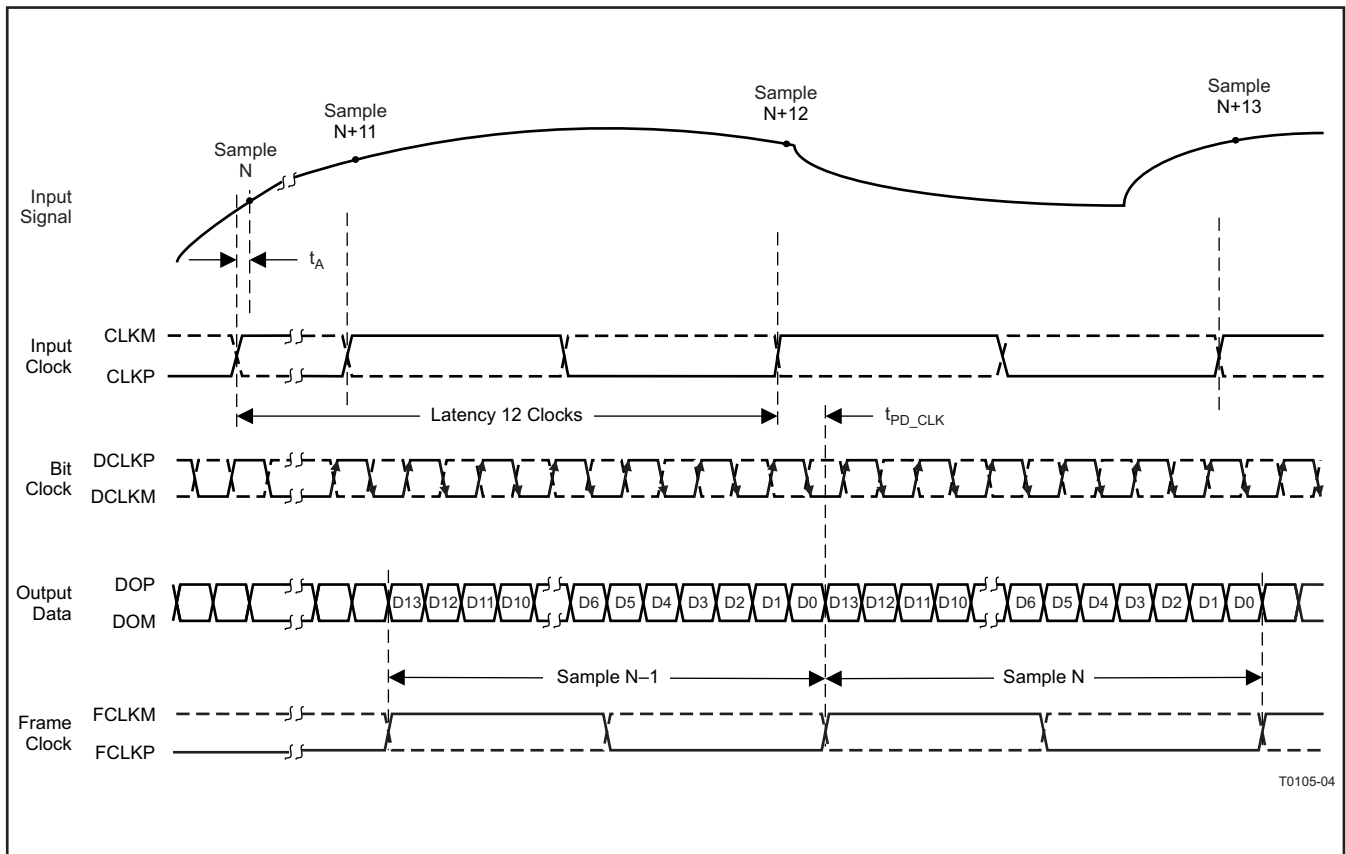 Sample
N
Sample
N+11
Sample
N+12
Sample
N+13
Input
Signal
tA
Input
Clock
CLKM
CLKP
Latency 12 Clocks
tPD_CLK
Bit
Clock
DCLKP
DCLKM
Output
Data
DOP
DOM
D13 D12 D11 D10 D6 D5 D4 D3 D2 D1 D0 D13 D12 D11 D10 D6 D5 D4 D3 D2 D1 D0
Sample N–1
Sample N
Frame
Clock
FCLKM
FCLKP
T0105-04